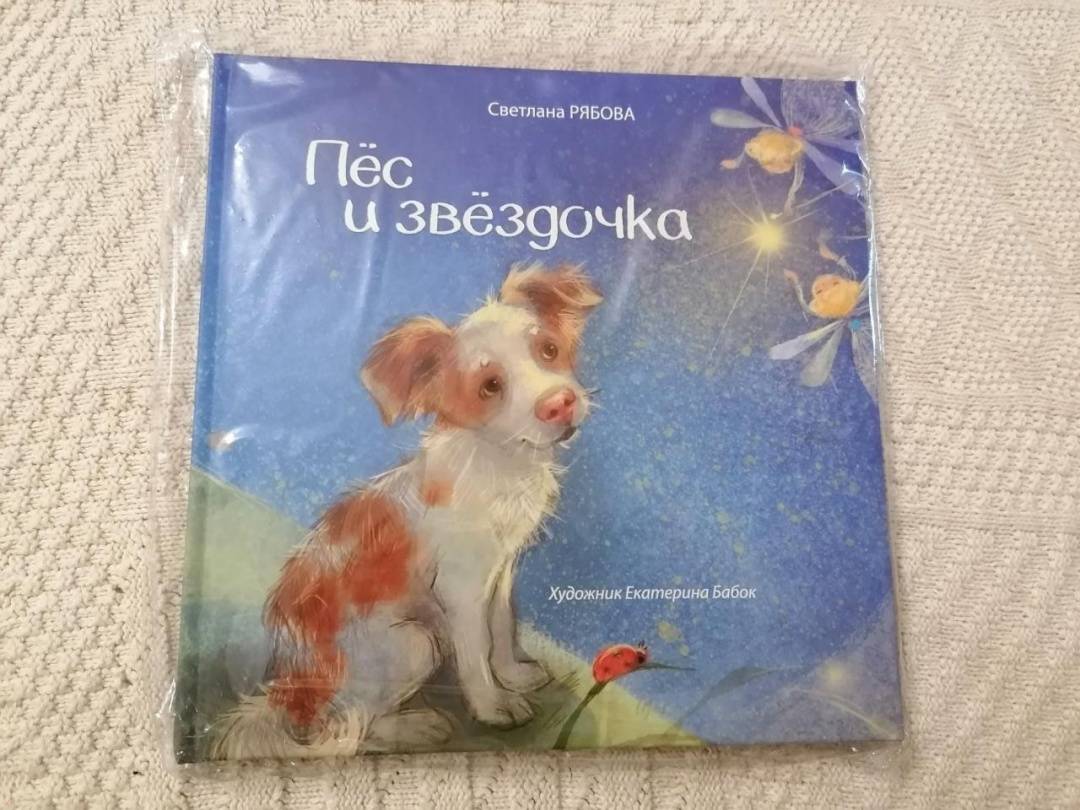 Светлана РЯБОВА
Пёс
и звёздочка
Художник Екатерина Бабок